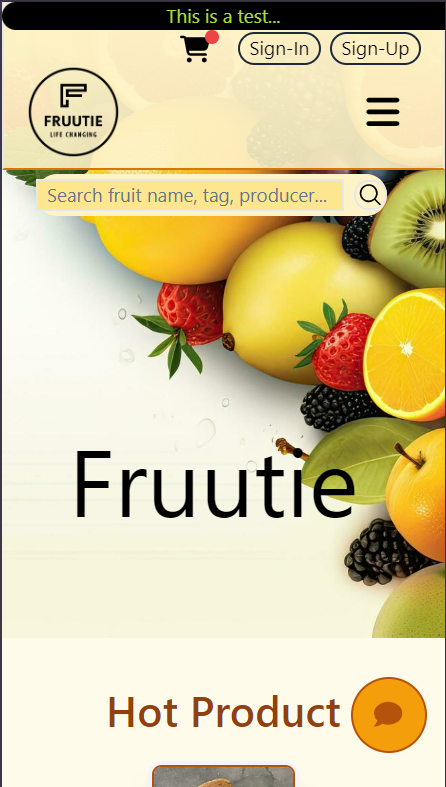 This is a test...
Sign-In
Sign-Up
F
FRUUTIE
LIFE CHANGING
Search fruit name, tag, producer...
Fruutie
Hot Product